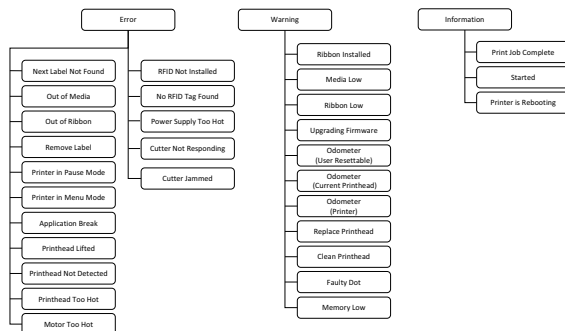 Error
Next Label Not Found
Out of Media
Out of Ribbon
Remove Label
Printer in Pause Mode
Printer in Menu Mode
Application Break
Printhead Lifted
Printhead Not Detected
Printhead Too Hot
Motor Too Hot
RFID Not Installed
No RFID Tag Found
Power Supply Too Hot
Cutter Not Responding
Cutter Jammed
Warning
Ribbon Installed
Media Low
Ribbon Low
Upgrading Firmware
Odometer
(User Resettable)
Odometer
(Current Printhead)
Odometer
(Printer)
Replace Printhead
Clean Printhead
Faulty Dot
Memory Low
Information
Print Job Complete
Started
Printer is Rebooting